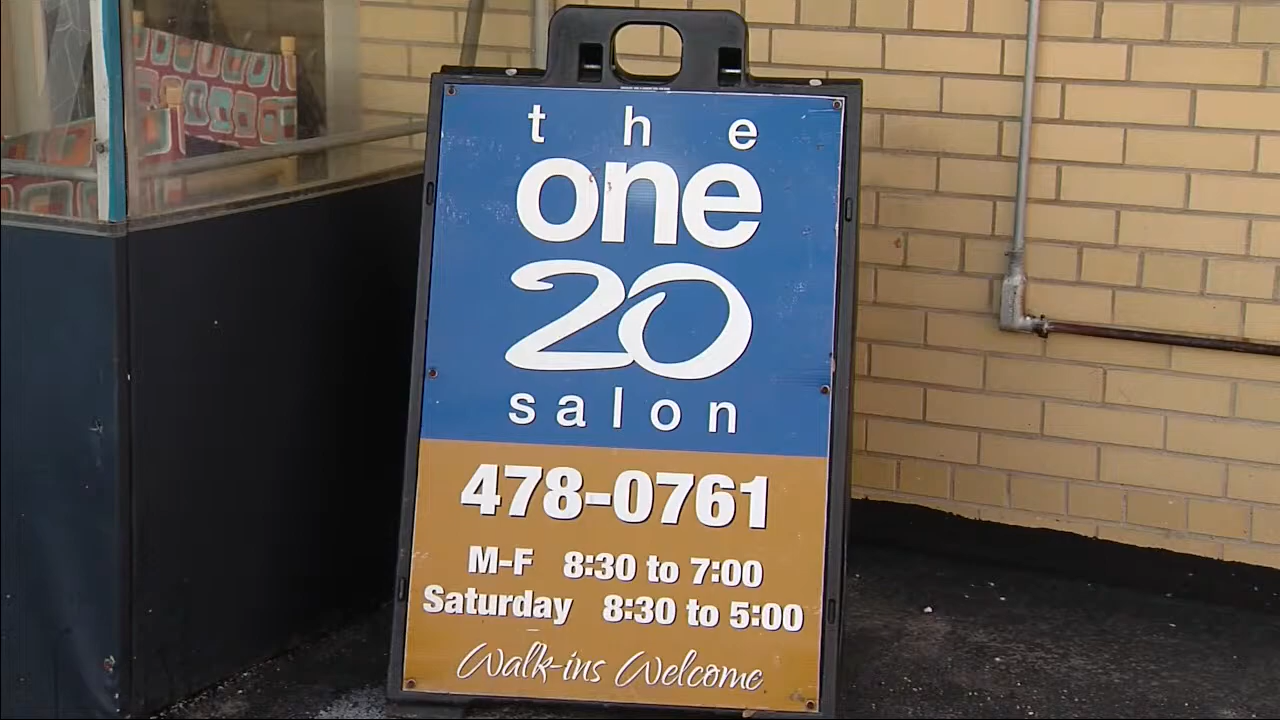 the
one
20
salon
478-0761
M-F 8:30 to 7:00
Saturday 8:30 to 5:00
Walk-ins Welcome